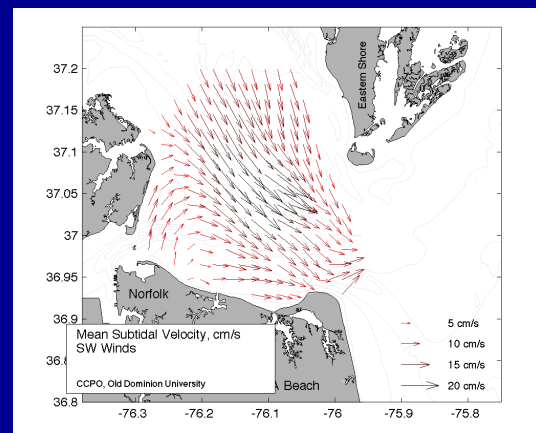 37.2
37.15
37.1
37.05
37
36.95
36.9
36.8
36.8
Eastern Shore
Norfolk
Mean Subtidal Velocity, cm/s
SW Winds
CCPO, Old Dominion University
A Beach
5 cm/s
10 cm/s
15 cm/s
20 cm/s
-76.3 -76.2 -76.1 -76 -75.9 -75.8